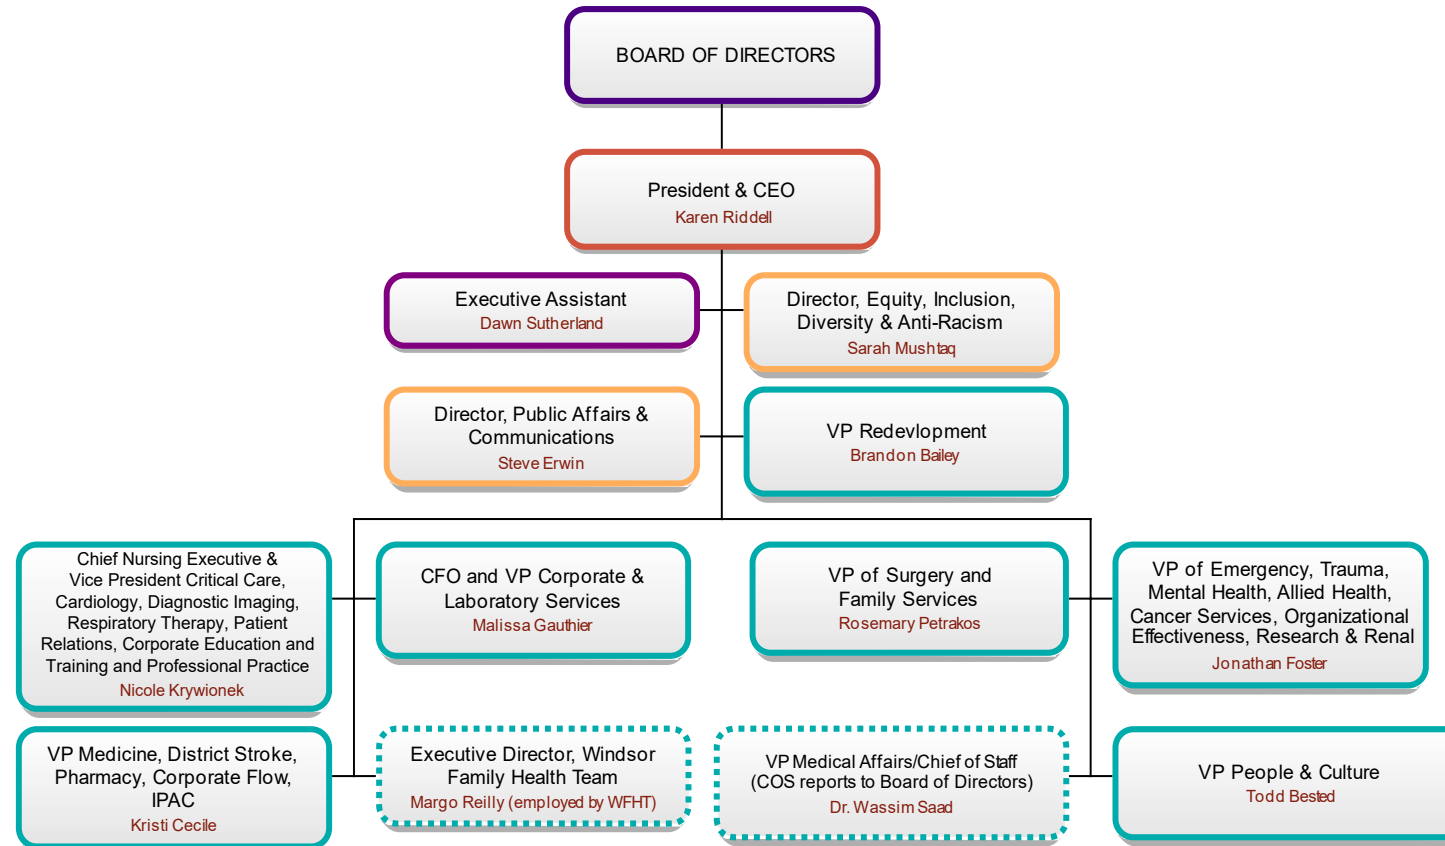 BOARD OF DIRECTORS
President & CEO
Karen Riddell
Executive Assistant
Dawn Sutherland
Director, Equity, Inclusion,
Diversity & Anti-Racism
Sarah Mushtaq
Director, Public Affairs &
Communications
Steve Erwin
VP Redevlopment
Brandon Bailey
Chief Nursing Executive &
Vice President Critical Care,
Cardiology, Diagnostic Imaging,
Respiratory Therapy, Patient
Relations, Corporate Education and
Training and Professional Practice
Nicole Krywionek
CFO and VP Corporate &
Laboratory Services
Malissa Gauthier
VP of Surgery and
Family Services
Rosemary Petrakos
VP of Emergency, Trauma,
Mental Health, Allied Health,
Cancer Services, Organizational
Effectiveness, Research & Renal
Jonathan Foster
VP Medicine, District Stroke,
Pharmacy, Corporate Flow,
IPAC
Kristi Cecile
Executive Director, Windsor
Family Health Team
Margo Reilly (employed by WFHT)
VP Medical Affairs/Chief of Staff
(COS reports to Board of Directors)
Dr. Wassim Saad
VP People & Culture
Todd Bested